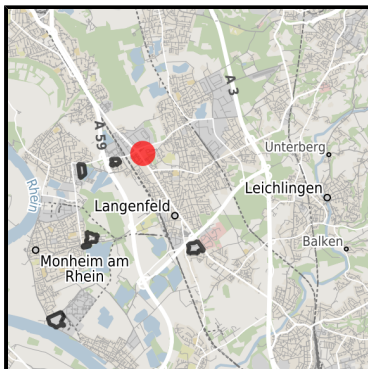 A 3
A 59
Unterberg
Rhein
Leichlingen
Langenfeld
Balken
Monheim am
Rhein